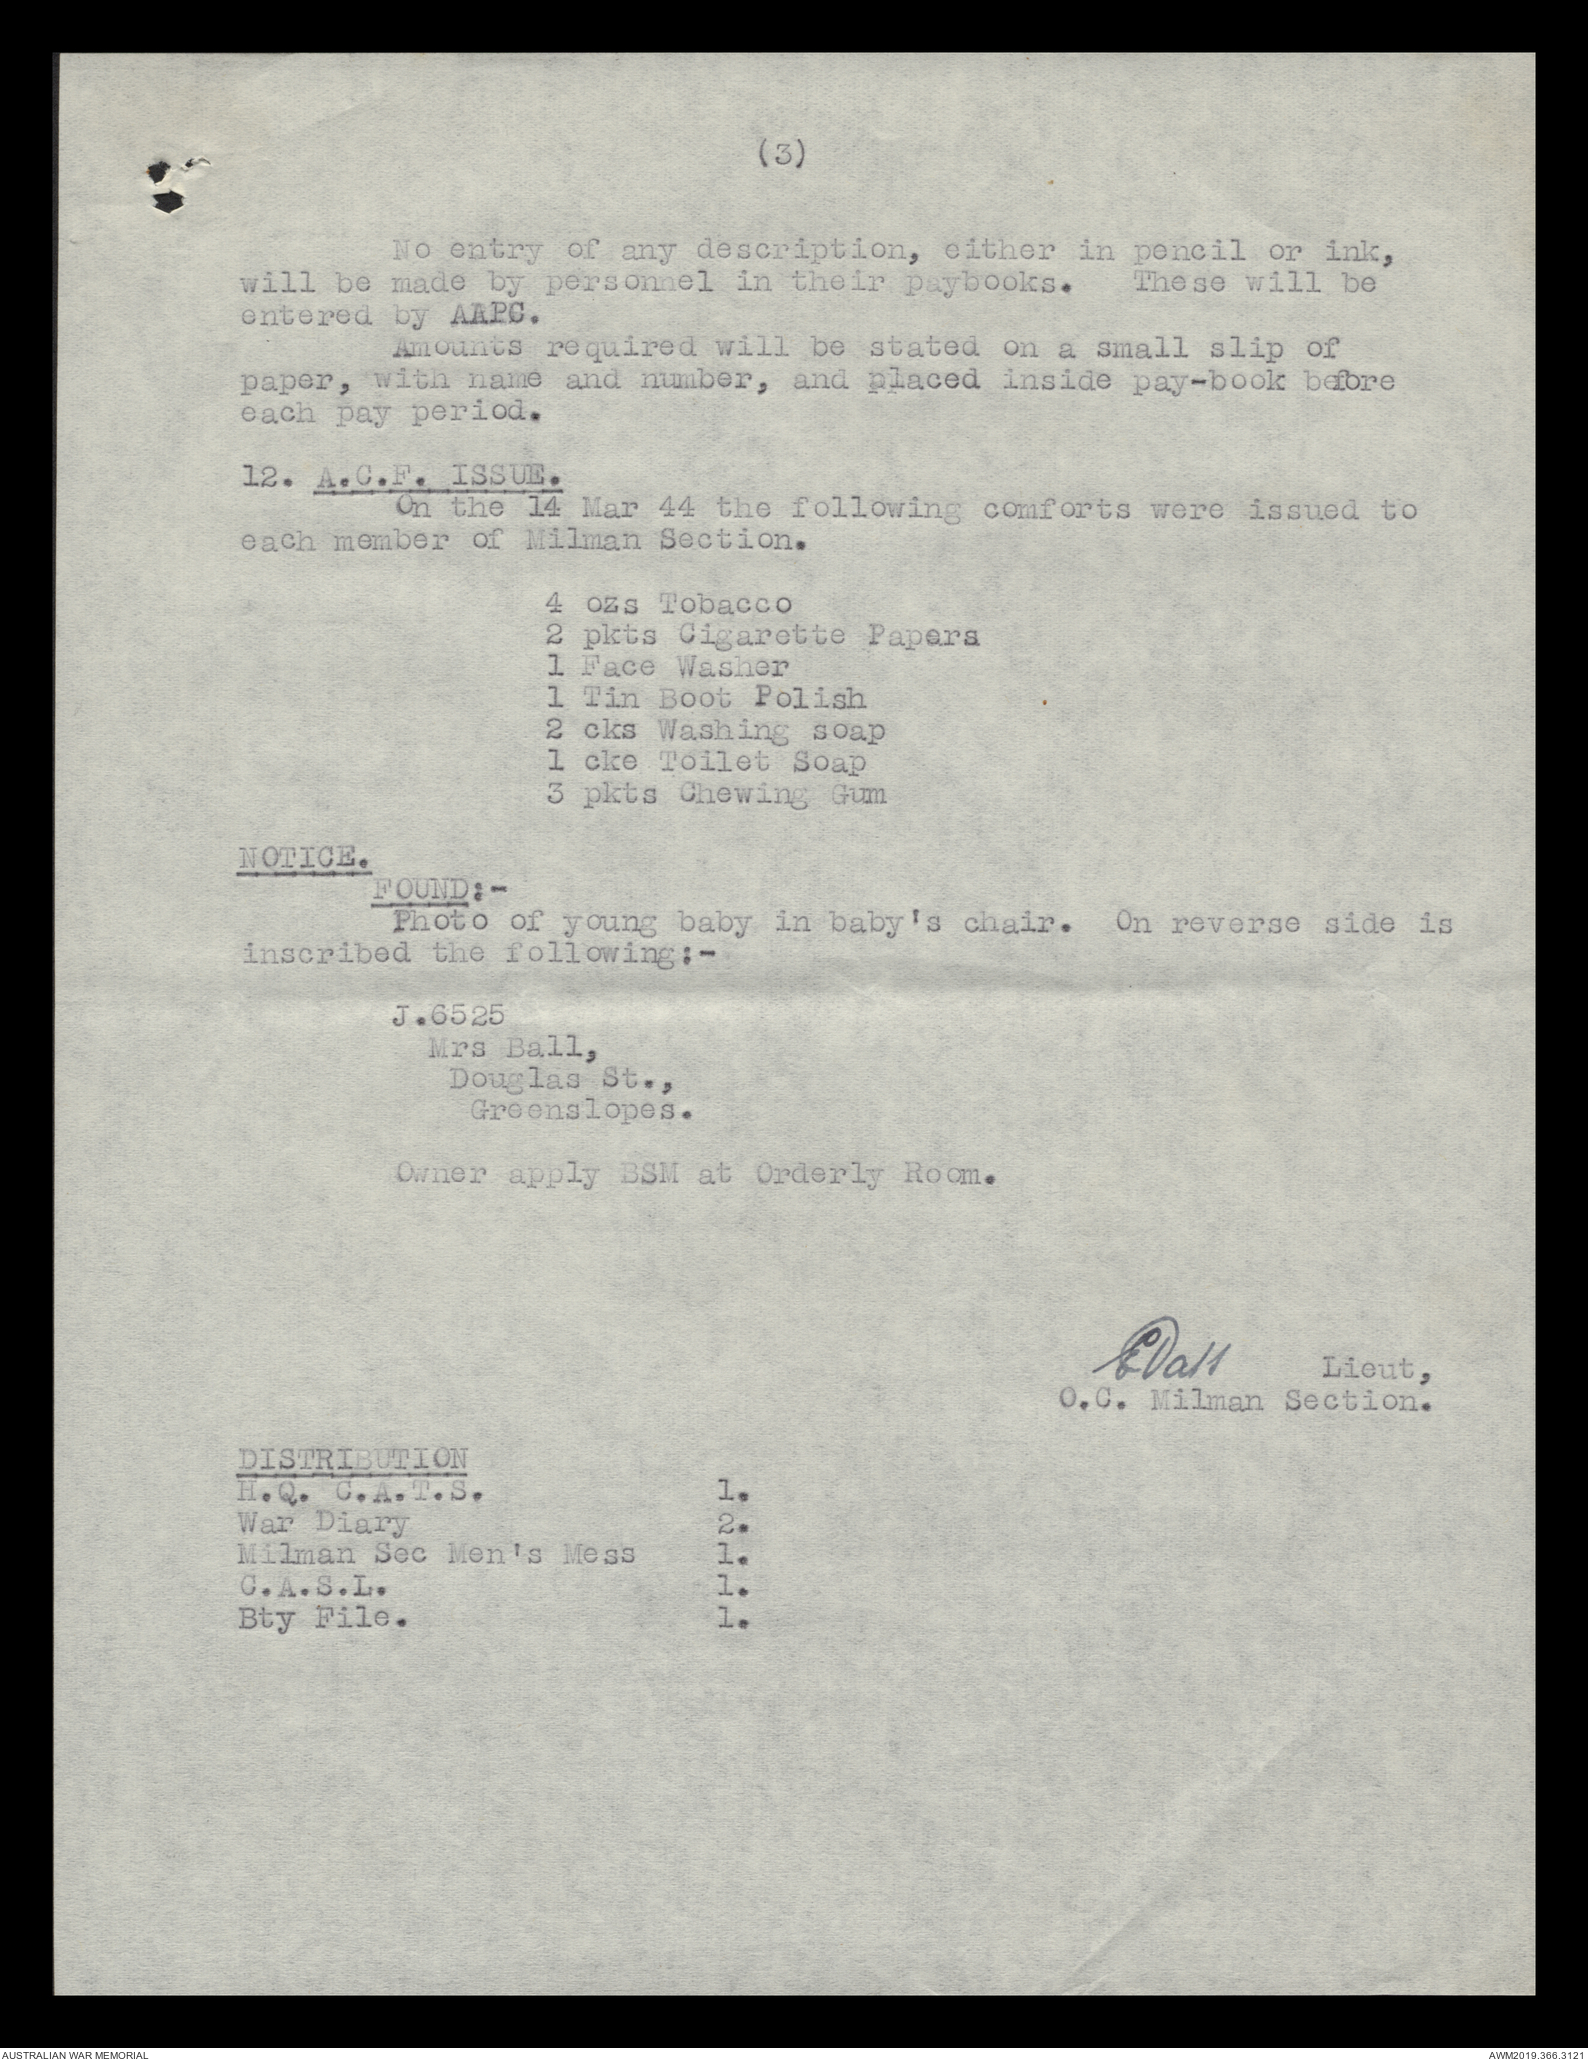 (3)
No entry of any description, either in pencil or ink,
will be made by personnel in their paybooks. These will be
entered by AAPC.
Amounts required will be stated on a small slip of
paper, with name and number, and placed inside pay-book before
each pay period.
12. A.C.F. ISSUE.
On the 14 Mar 44 the following comforts were issued to
each member of Milman Section.
4 ozs Tobacco
2 pkts Cigarette Papers
1 Face Washer
1 Tin Boot Polish
2 cks Washing soap
1 cke Toilet Soap
3 pkts Chewing Gum
NOTICE.
FOUND:-
Photo of young baby in baby's chair. On reverse side is
inscribed the following:-
J.6525
Mrs Ball,
Douglas St.,
Greenslopes.
Owner apply BSM at Orderly Room.
Lieut,
O.C. Milman Section.
DISTRIBUTION
H.Q. C.A.T.S. 1.
War Diary 2.
Milman Sec Men's Mess 1.
C.A.S.L. 1.
Bty File. 1.
AUSTRALIAN WAR MEMORIAL
AWM2019.366.3121